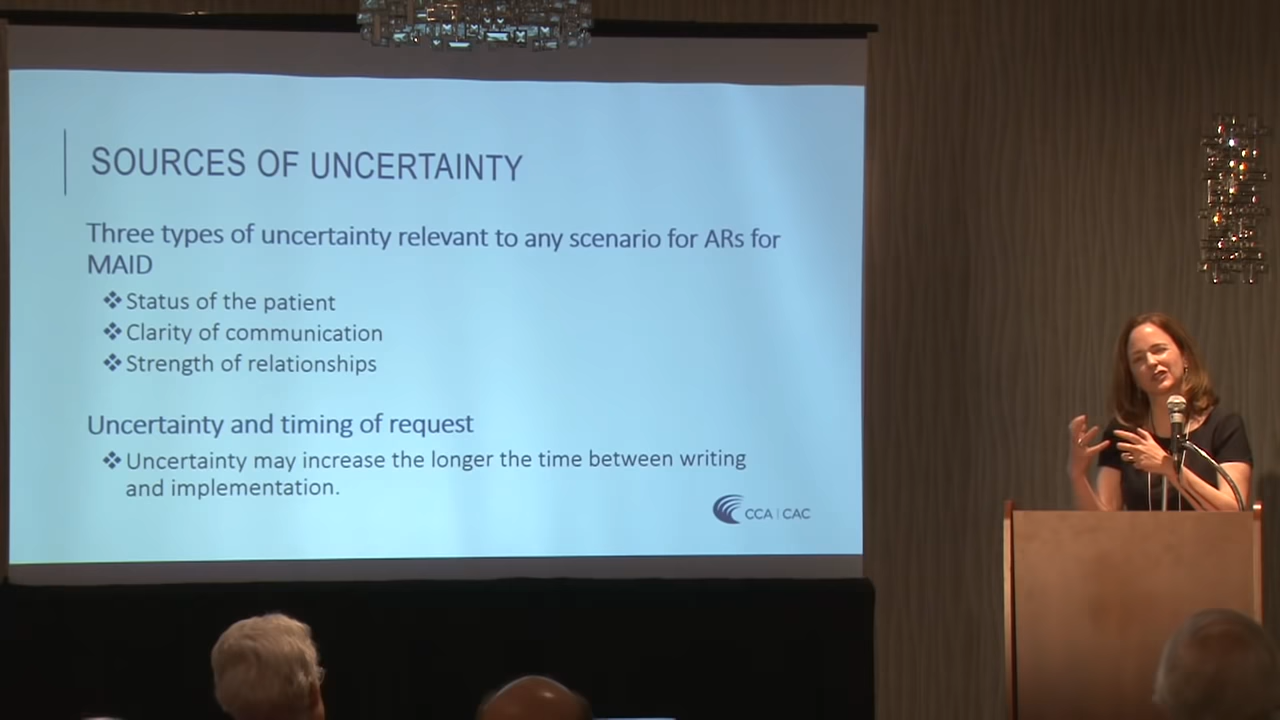 SOURCES OF UNCERTAINTY
Three types of uncertainty relevant to any scenario for ARs for
MAID
❖ Status of the patient
❖ Clarity of communication
❖ Strength of relationships
Uncertainty and timing of request
❖ Uncertainty may increase the longer the time between writing
and implementation.
CCA | CAC